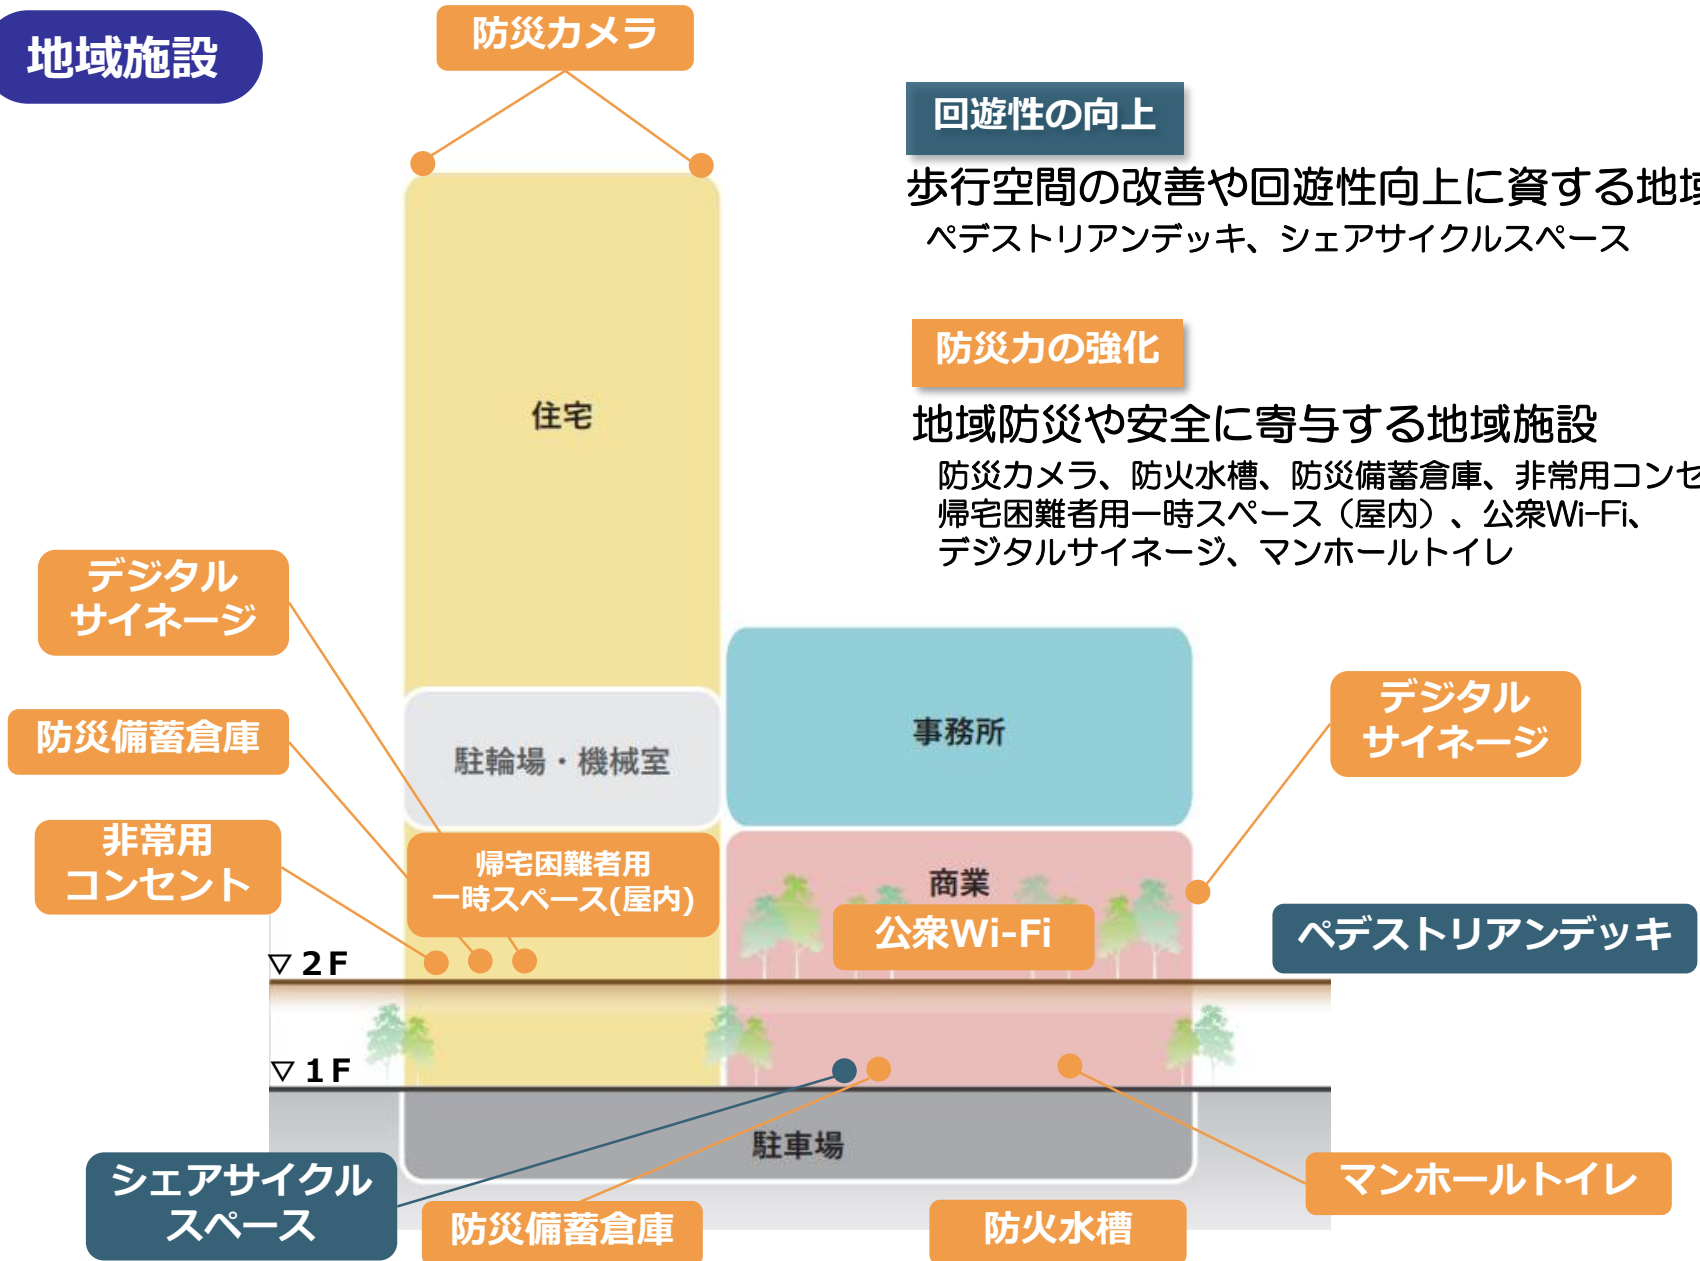 地域施設
防災カメラ
回遊性の向上
歩行空間の改善や回遊性向上に資する地域
ペデストリアンデッキ、シェアサイクルスペース
防災力の強化
地域防災や安全に寄与する地域施設
防災カメラ、防火水槽、防災備蓄倉庫、非常用コンセ
帰宅困難者用一時スペース（屋内）、公衆Wi-Fi、
デジタルサイネージ、マンホールトイレ
住宅
デジタル
サイネージ
防災備蓄倉庫
非常用
コンセント
駐輪場・機械室
事務所
デジタル
サイネージ
帰宅困難者用
一時スペース(屋内)
商業
公衆Wi-Fi
ペデストリアンデッキ
▽2F
▽1F
駐車場
シェアサイクル
スペース
防災備蓄倉庫
防火水槽
マンホールトイレ